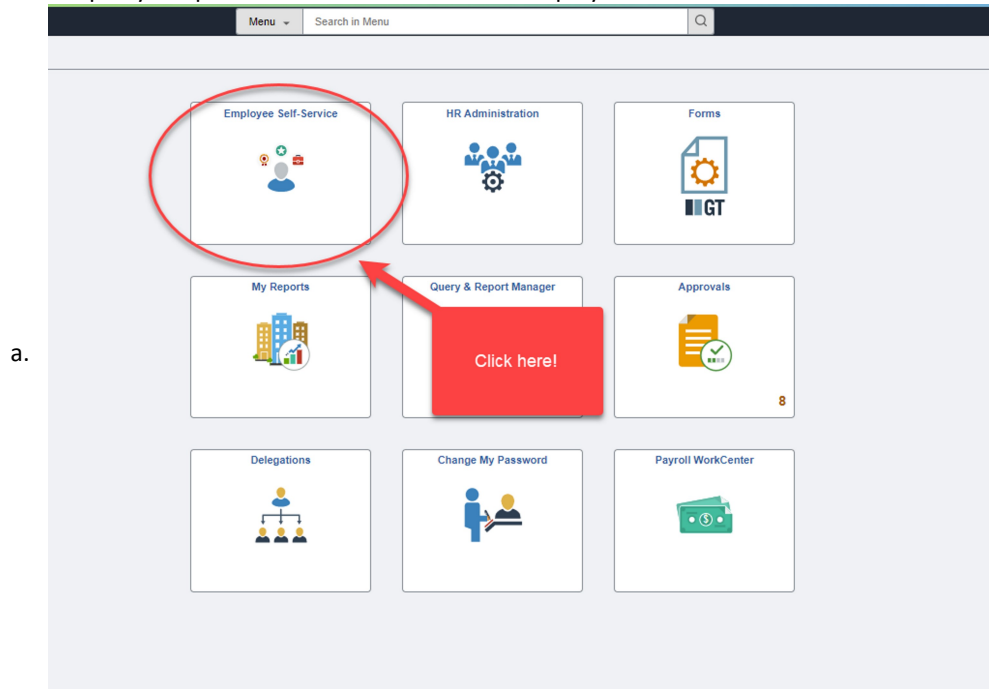 Menu Search in Menu
Employee Self-Service HR Administration Forms
GT
My Reports Query & Report Manager Approvals
a. Click here!
8
Delegations Change My Password Payroll WorkCenter